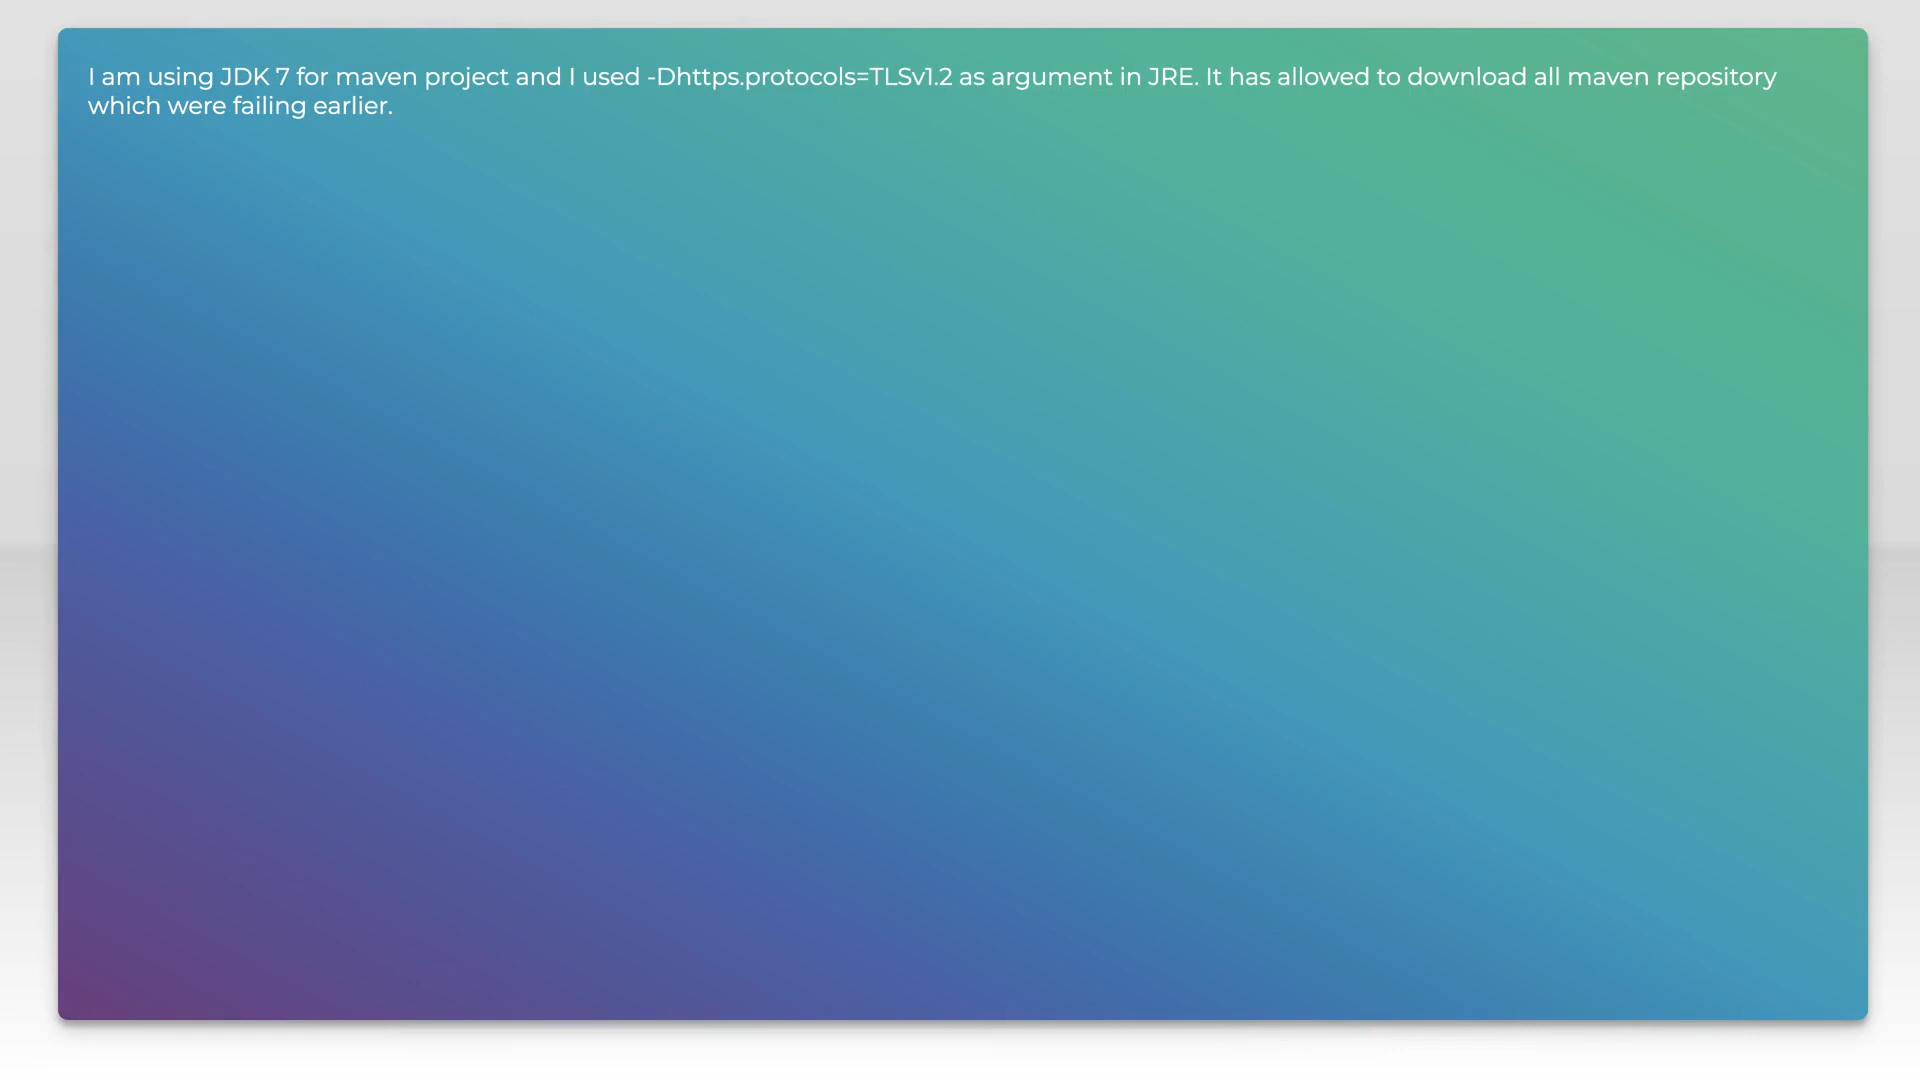 I am using JDK 7 for maven project and I used -Dhttps.protocols=TLSv1.2 as argument in JRE. It has allowed to download all maven repository
which were failing earlier.